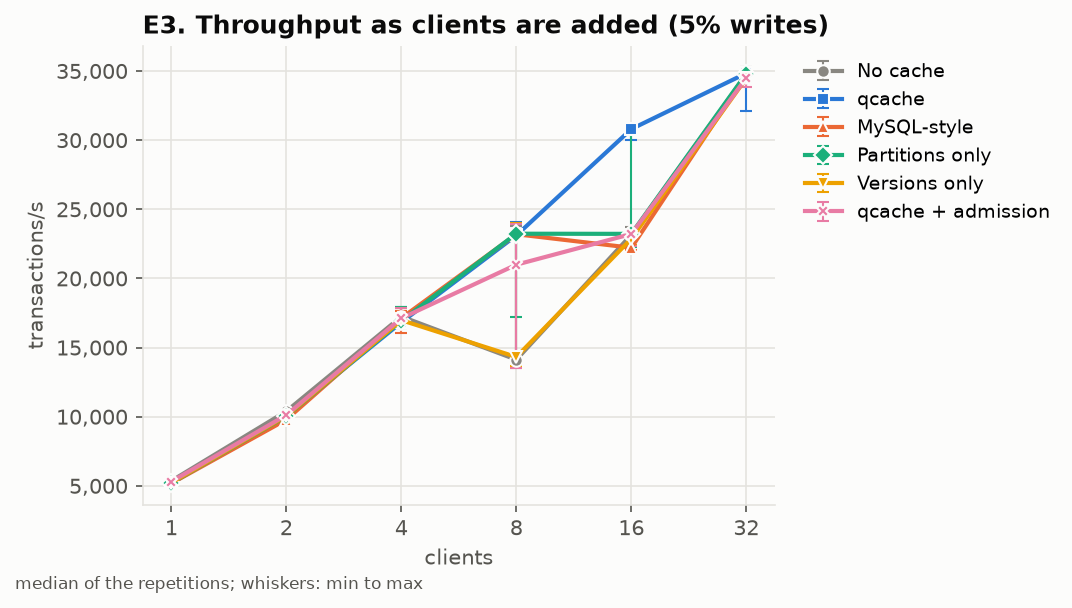 E3. Throughput as clients are added (5% writes)
35,000
30,000
25,000
20,000
15,000
10,000
5,000
transactions/s
1 2 4 8 16 32
clients
No cache
qcache
MySQL-style
Partitions only
Versions only
qcache + admission
median of the repetitions; whiskers: min to max